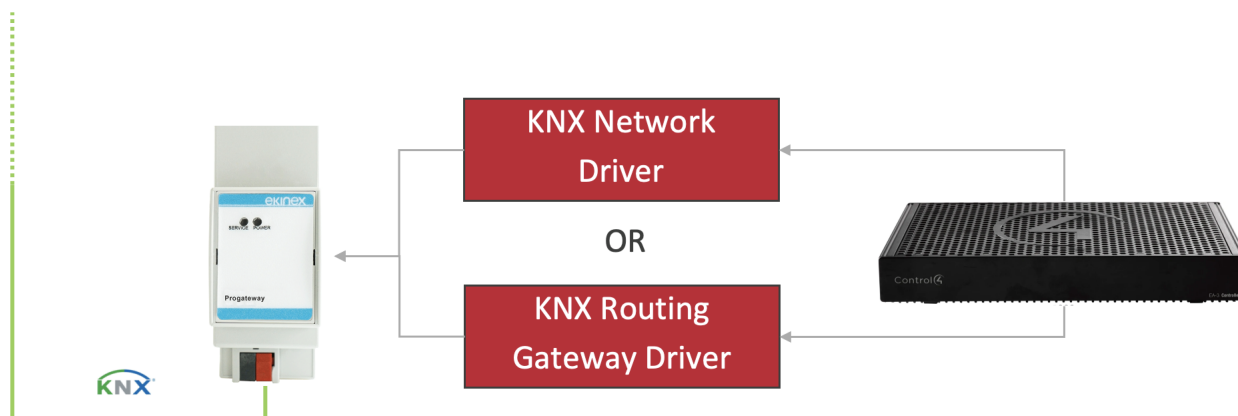 KNX Network
Driver
OR
KNX Routing
Gateway Driver
ekinex
SERVICE POWER
Progateway
KNX
Control4